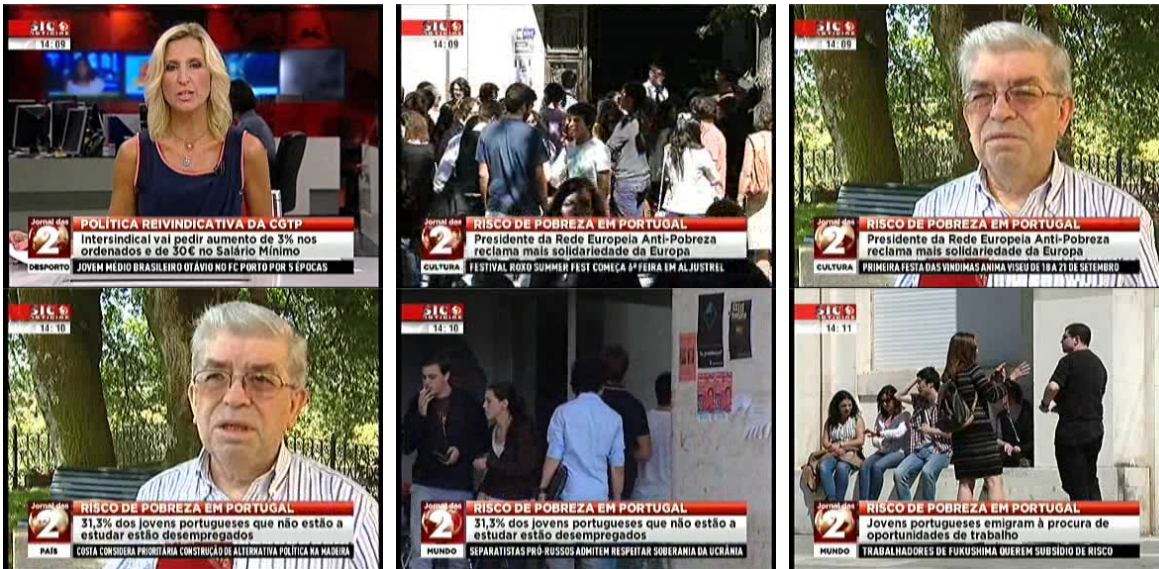 SIC NOTÍCIAS
14:09
Jornal das 2
POLÍTICA REIVINDICATIVA DA CGTP
Intersindical vai pedir aumento de 3% nos
ordenados e de 30€ no Salário Mínimo
DESPORTO JOVEM MÉDIO BRASILEIRO OTÁVIO NO FC PORTO POR 5 ÉPOCAS
SIC NOTÍCIAS
14:09
Jornal das 2
RISCO DE POBREZA EM PORTUGAL
Presidente da Rede Europeia Anti-Pobreza
reclama mais solidariedade da Europa
CULTURA FESTIVAL ROXO SUMMER FEST COMEÇA 6ª FEIRA EM ALJUSTREL
SIC NOTÍCIAS
14:09
Jornal das 2
RISCO DE POBREZA EM PORTUGAL
Presidente da Rede Europeia Anti-Pobreza
reclama mais solidariedade da Europa
CULTURA PRIMEIRA FESTA DAS VINDIMAS ANIMA VISEU DE 18 A 21 DE SETEMBRO
SIC NOTÍCIAS
14:10
Jornal das 2
RISCO DE POBREZA EM PORTUGAL
31,3% dos jovens portugueses que não estão a
estudar estão desempregados
PAÍS COSTA CONSIDERA PRIORITÁRIA CONSTRUÇÃO DE ALTERNATIVA POLÍTICA NA MADEIRA
SIC NOTÍCIAS
14:10
Jornal das 2
RISCO DE POBREZA EM PORTUGAL
31,3% dos jovens portugueses que não estão a
estudar estão desempregados
MUNDO SEPARATISTAS PRÓ-RUSSOS ADMITEM RESPEITAR SOBERANIA DA UCRÂNIA
SIC NOTÍCIAS
14:11
Jornal das 2
RISCO DE POBREZA EM PORTUGAL
Jovens portugueses emigram à procura de
oportunidades de trabalho
MUNDO TRABALHADORES DE FUKUSHIMA QUEREM SUBSÍDIO DE RISCO